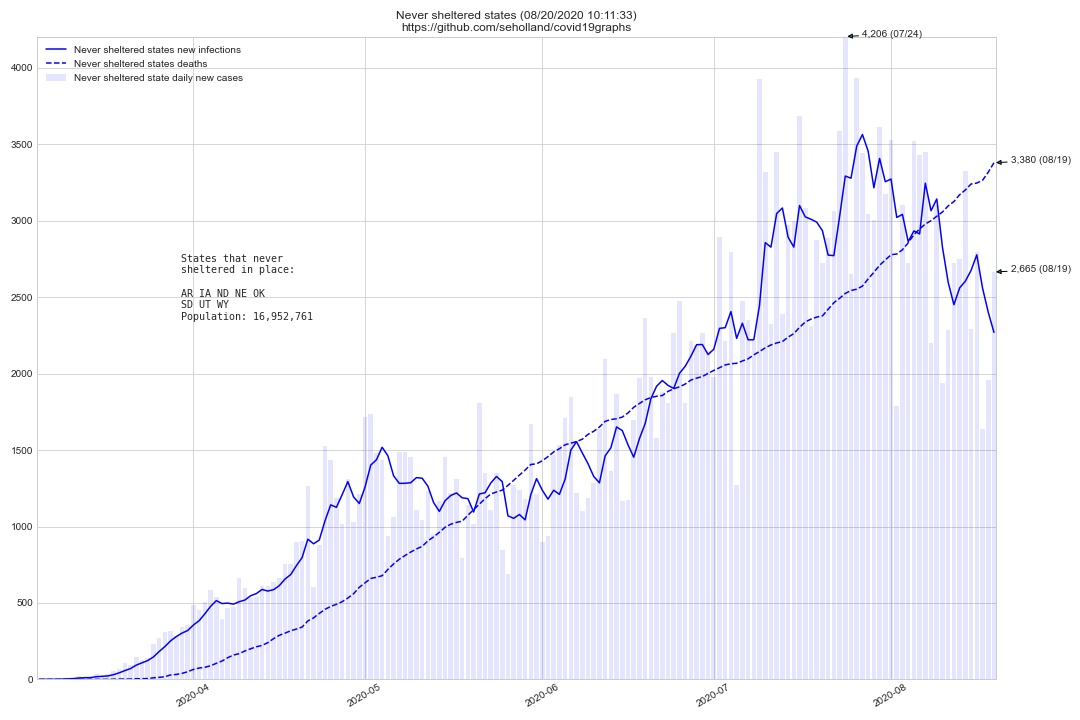 Never sheltered states (08/20/2020 10:11:33)
https://github.com/seholland/covid19graphs
4,206 (07/24)
Never sheltered states new infections
Never sheltered states deaths
Never sheltered state daily new cases
4000
3500
3,380 (08/19)
3000
States that never
sheltered in place:
2,665 (08/19)
AR IA ND NE OK
SD UT WY
Population: 16,952,761
2500
2000
1500
1000
500
0
2020-04
2020-05
2020-06
2020-07
2020-08